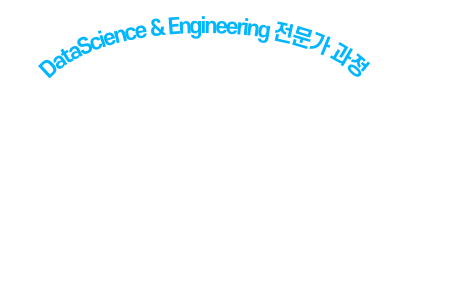 DataScience & Engineering 전문가 과정